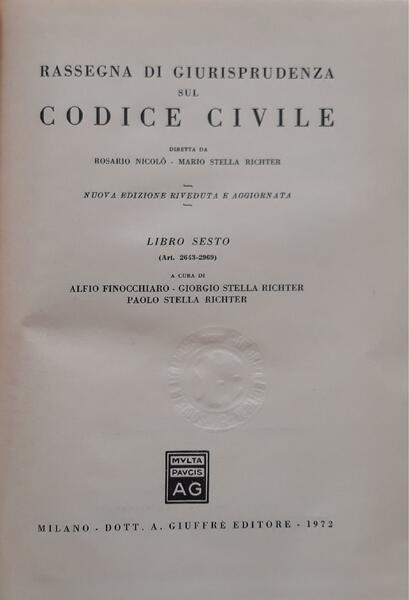 RASSEGNA DI GIURISPRUDENZA
SUL
CODICE CIVILE
DIRETTA DA
ROSARIO NICOLÒ - MARIO STELLA RICHTER
NUOVA EDIZIONE RIVEDUTA E AGGIORNATA
LIBRO SESTO
(Art. 2643-2969)
A CURA DI
ALFIO FINOCCHIARO - GIORGIO STELLA RICHTER
PAOLO STELLA RICHTER
MVLTA
PAVCIS
AG
MILANO - DOTT. A. GIUFFRÈ EDITORE - 1972